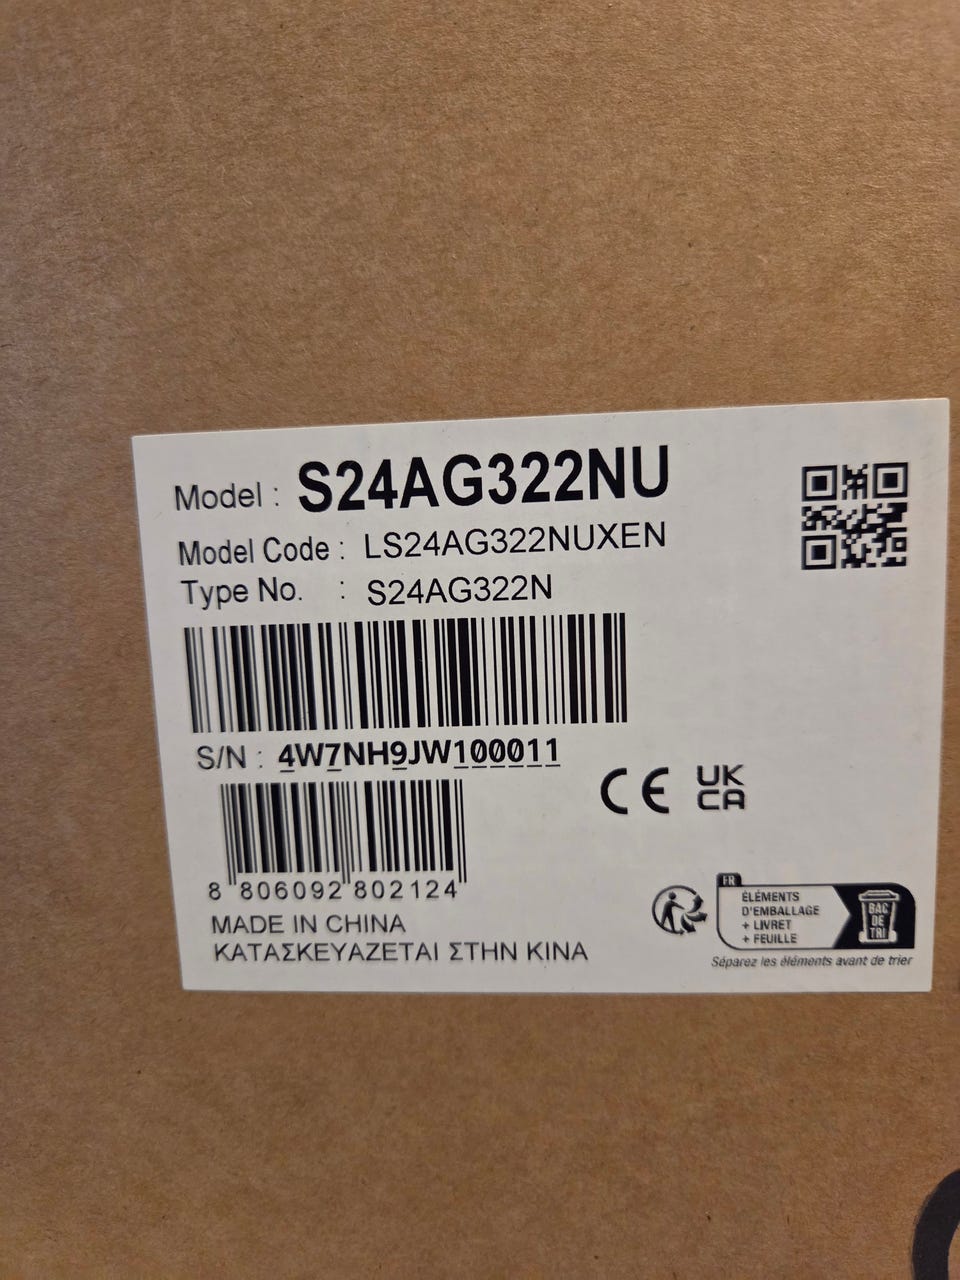 Model : S24AG322NU
Model Code : LS24AG322NUXEN
Type No. : S24AG322N
S/N : 4W7NH9JW100011
CE UK CA
8 806092 802124
MADE IN CHINA
ΚΑΤΑΣΚΕΥΑΖΕΤΑΙ ΣΤΗΝ ΚΙΝΑ
FR
ÉLÉMENTS
D'EMBALLAGE
+ LIVRET
+ FEUILLE
BAC
DE
TRI
Séparez les éléments avant de trier